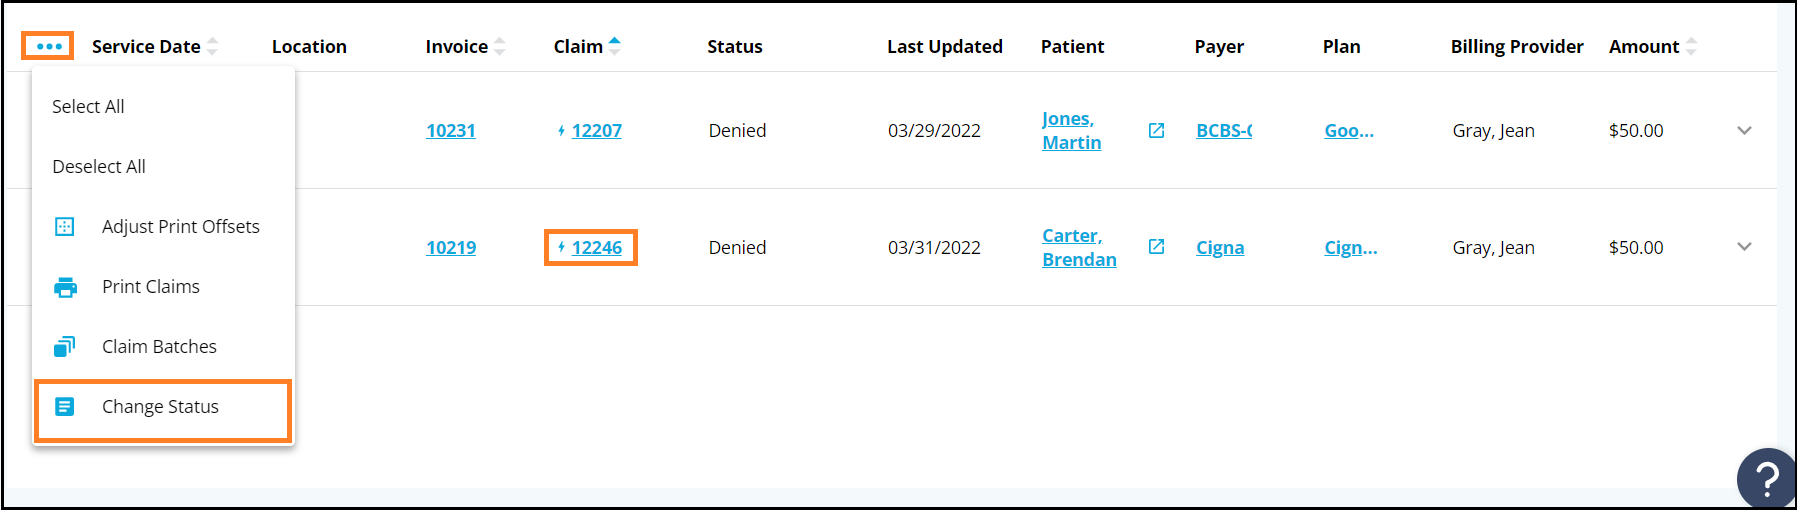 ••• Service Date Location Invoice Claim Status Last Updated Patient Payer Plan Billing Provider Amount
Select All
Deselect All
Adjust Print Offsets
Print Claims
Claim Batches
Change Status
10231 12207 Denied 03/29/2022 Jones, Martin BCBS- Goo... Gray, Jean $50.00
10219 12246 Denied 03/31/2022 Carter, Brendan Cigna Cign... Gray, Jean $50.00
?